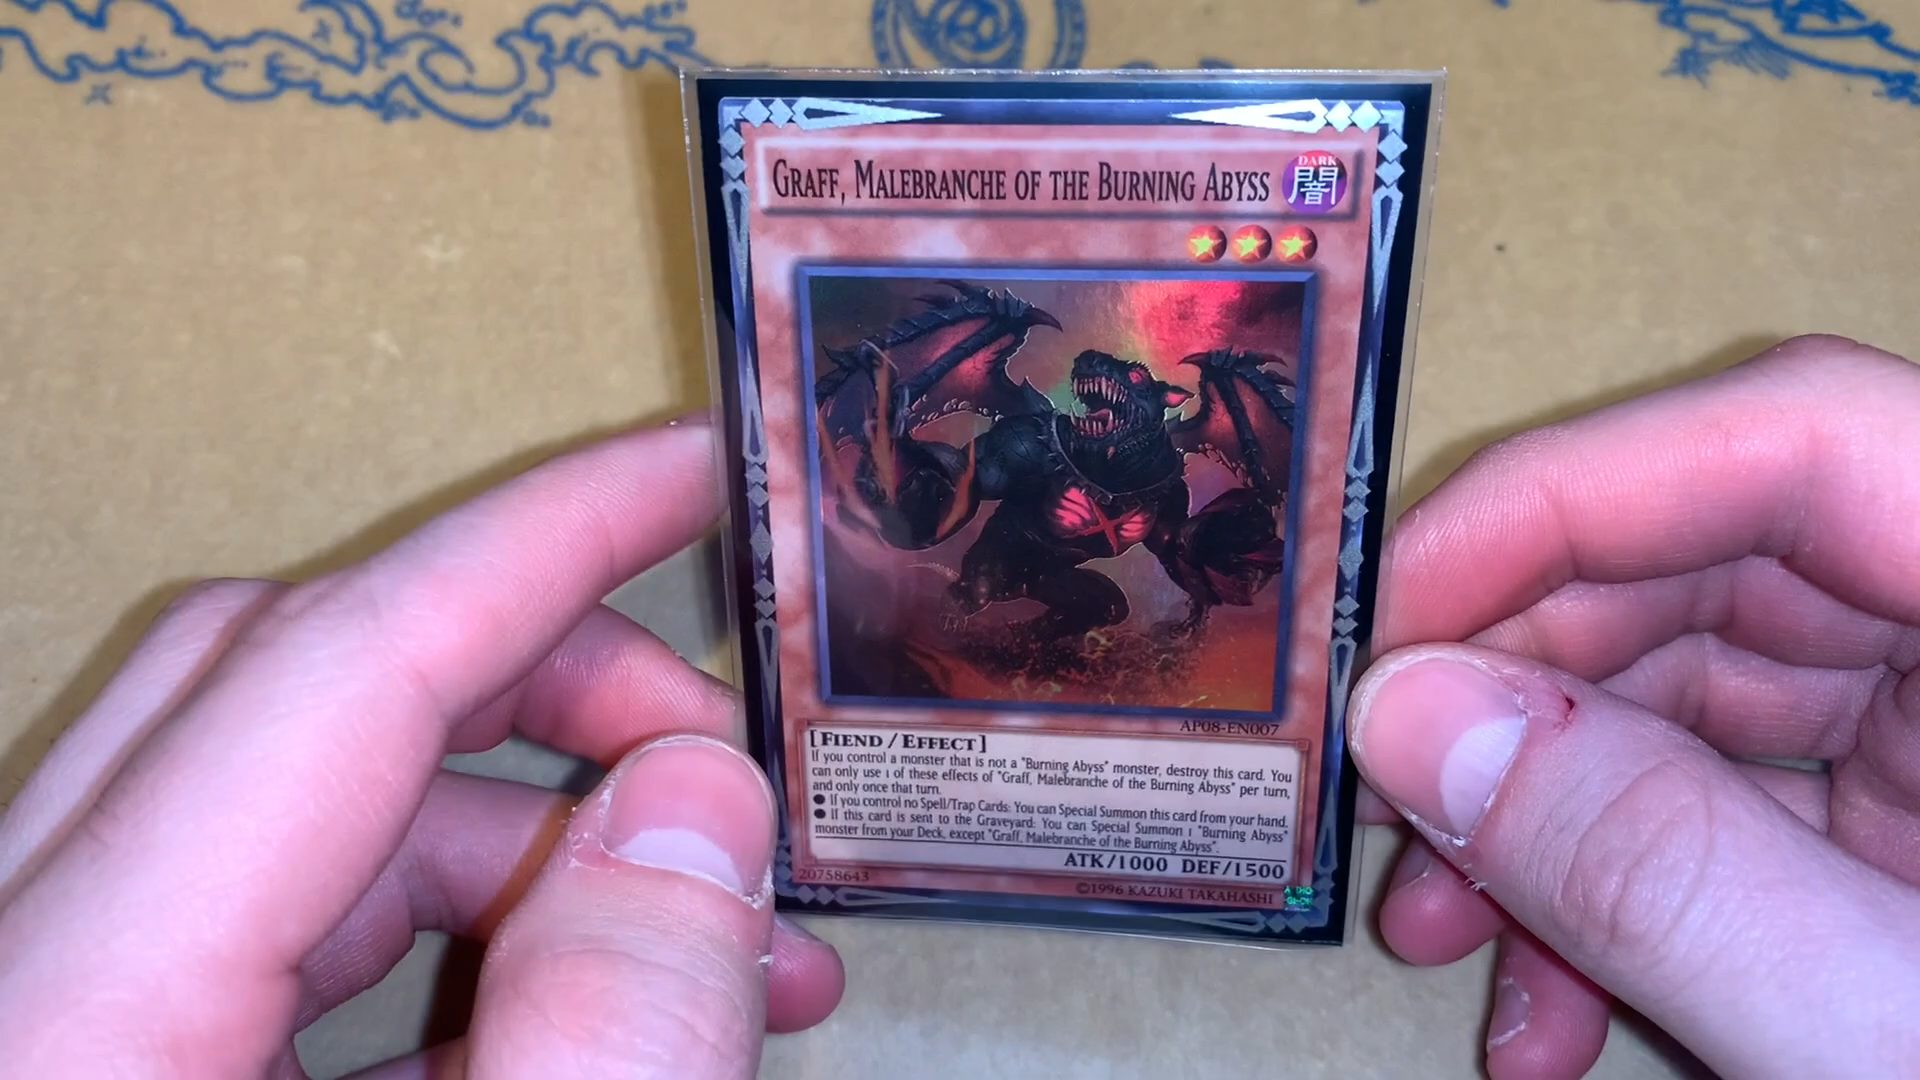 GRAFF, MALEBRANCHE OF THE BURNING ABYSS
DARK
闇
AP08-EN007
[FIEND / EFFECT]
If you control a monster that is not a "Burning Abyss" monster, destroy this card. You
can only use 1 of these effects of "Graff, Malebranche of the Burning Abyss" per turn,
and only once that turn.
● If you control no Spell/Trap Cards: You can Special Summon this card from your hand.
● If this card is sent to the Graveyard: You can Special Summon 1 "Burning Abyss"
monster from your Deck, except "Graff, Malebranche of the Burning Abyss".
ATK/1000 DEF/1500
20758643
©1996 KAZUKI TAKAHASHI